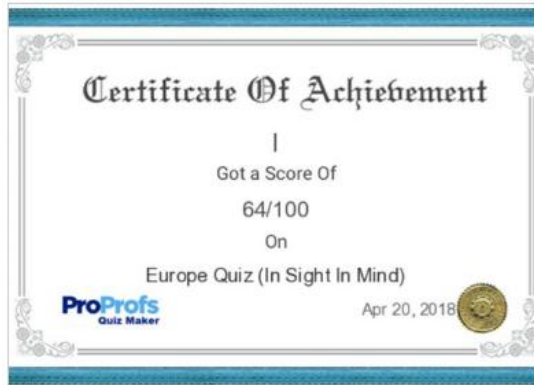 Certificate Of Achievement
I
Got a Score Of
64/100
On
Europe Quiz (In Sight In Mind)
ProProfs
Quiz Maker
Apr 20, 2018